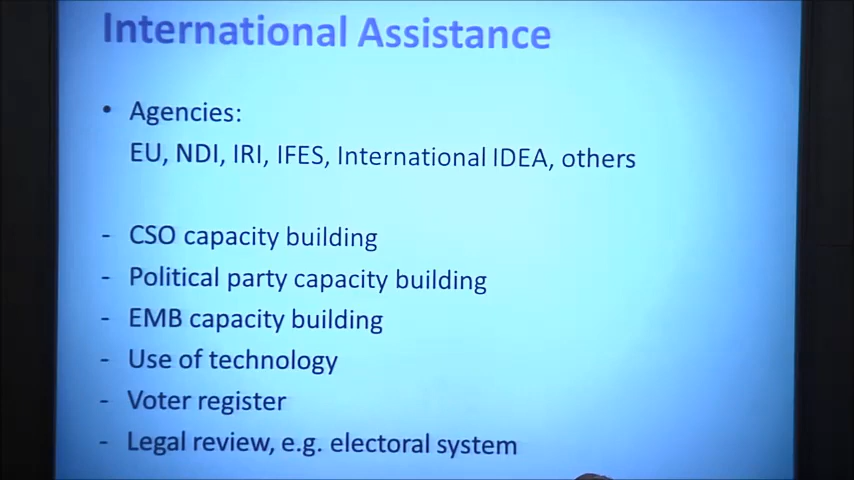 International Assistance
• Agencies:
EU, NDI, IRI, IFES, International IDEA, others
- CSO capacity building
- Political party capacity building
- EMB capacity building
- Use of technology
- Voter register
- Legal review, e.g. electoral system